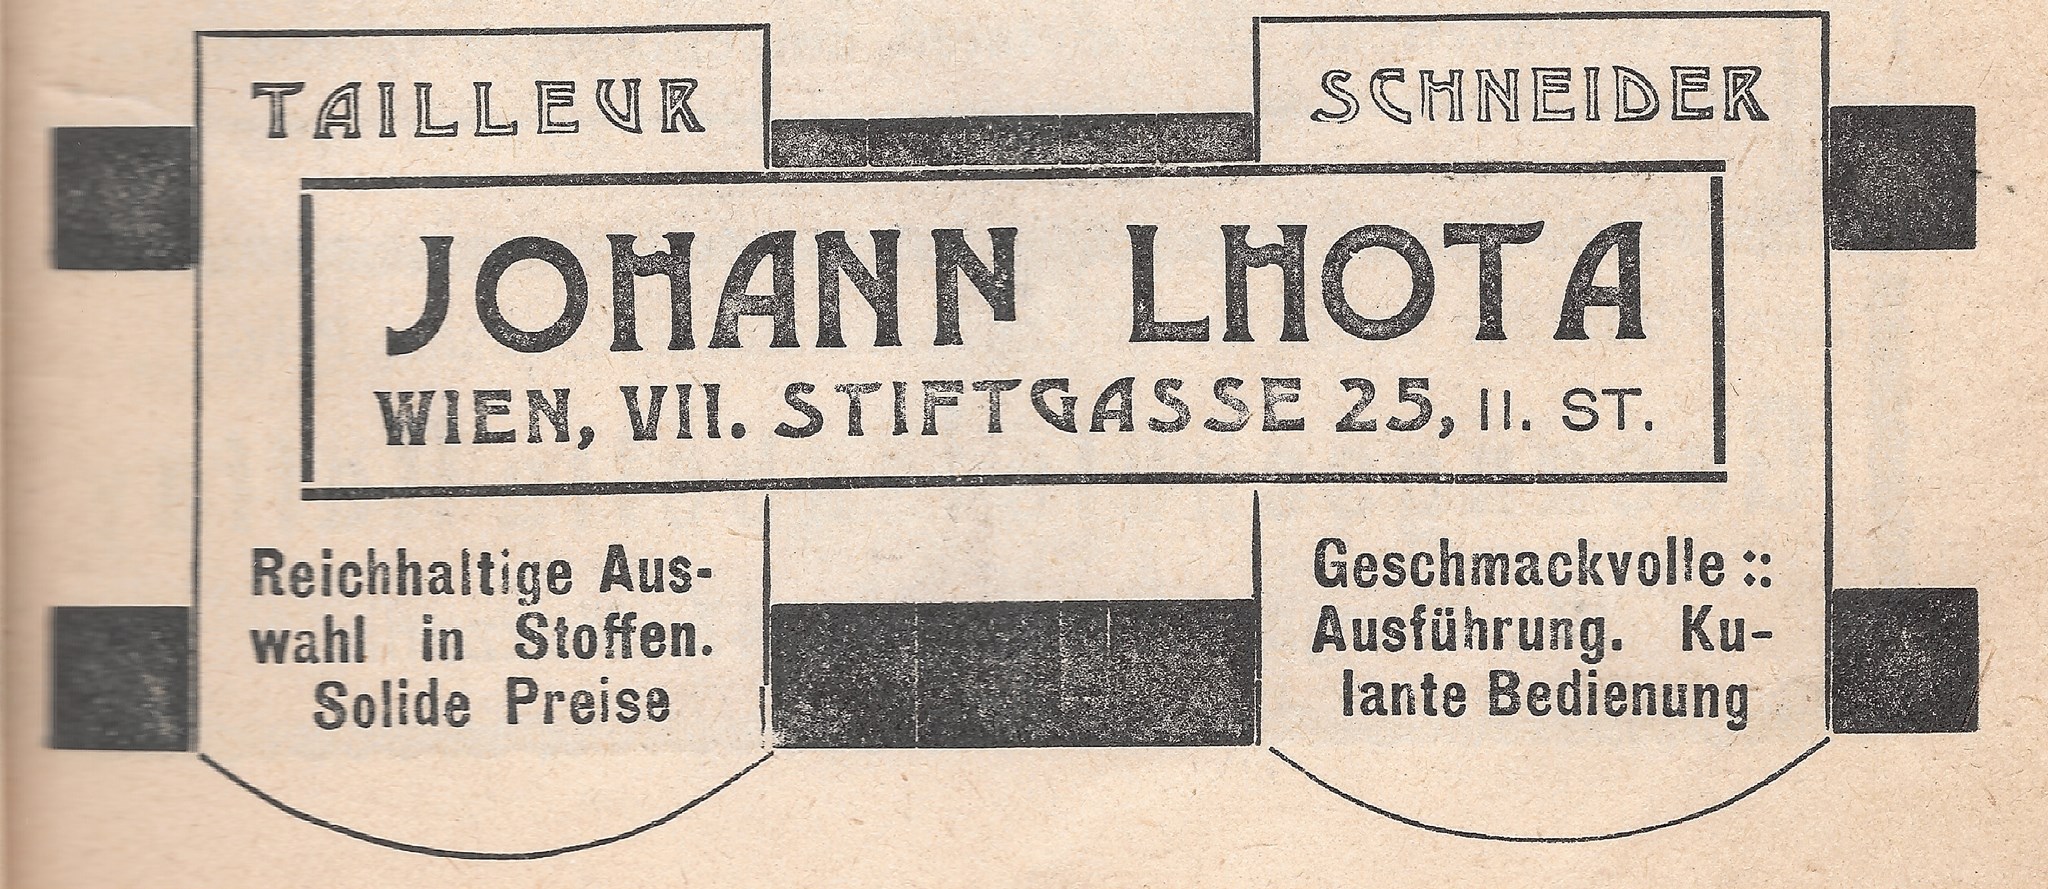 TAILLEUR
SCHNEIDER
JOHANN LHOTA
WIEN, VII. STIFTGASSE 25, II. ST.
Reichhaltige Aus-
wahl in Stoffen.
Solide Preise
Geschmackvolle ::
Ausführung. Ku-
lante Bedienung